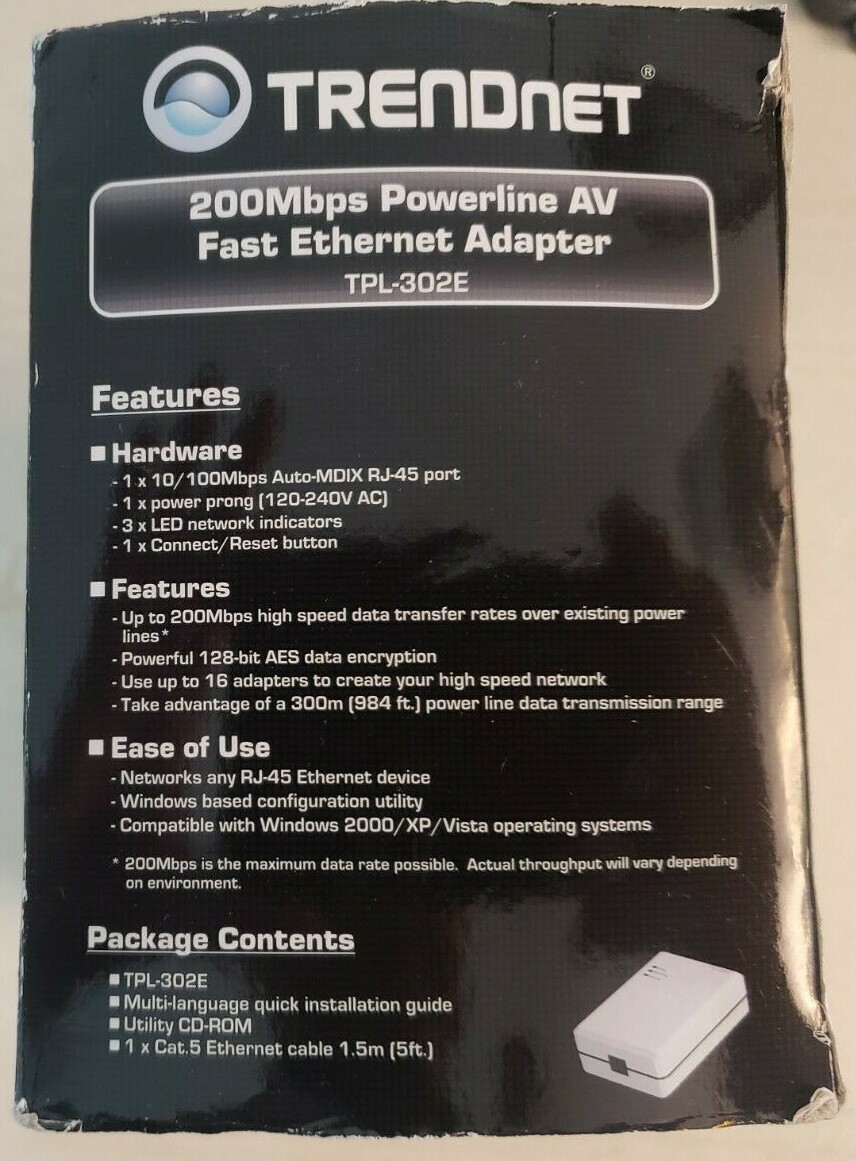 TRENDNET®
200Mbps Powerline AV
Fast Ethernet Adapter
TPL-302E
Features
■ Hardware
- 1 x 10/100Mbps Auto-MDIX RJ-45 port
- 1 x power prong (120-240V AC)
- 3 x LED network indicators
- 1 x Connect/Reset button
■ Features
- Up to 200Mbps high speed data transfer rates over existing power
lines*
- Powerful 128-bit AES data encryption
- Use up to 16 adapters to create your high speed network
- Take advantage of a 300m (984 ft.) power line data transmission range
■ Ease of Use
- Networks any RJ-45 Ethernet device
- Windows based configuration utility
- Compatible with Windows 2000/XP/Vista operating systems
* 200Mbps is the maximum data rate possible. Actual throughput will vary depending
on environment.
Package Contents
■ TPL-302E
■ Multi-language quick installation guide
■ Utility CD-ROM
■ 1 x Cat.5 Ethernet cable 1.5m (5ft.)